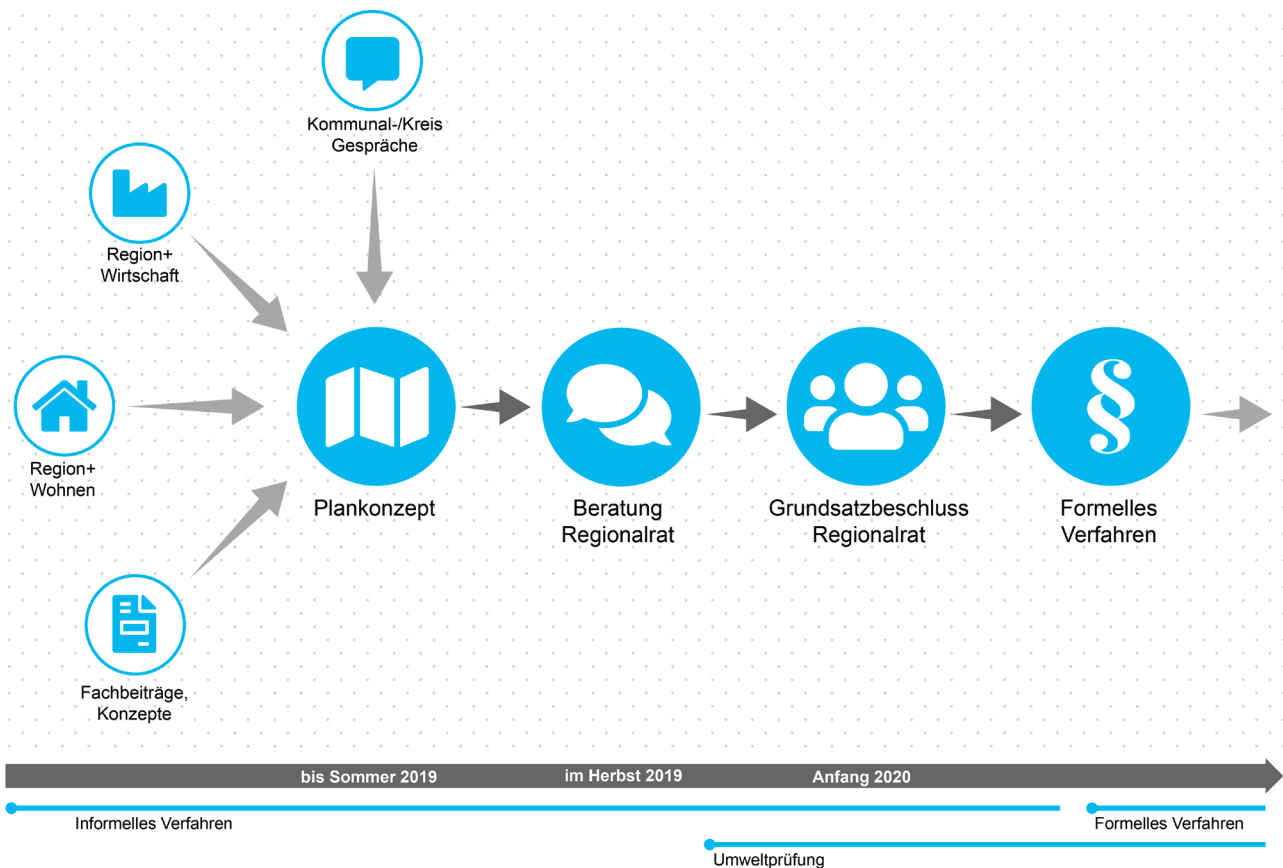 Kommunal-/Kreis
Gespräche
Region+
Wirtschaft
Region+
Wohnen
Fachbeiträge,
Konzepte
Plankonzept
Beratung
Regionalrat
Grundsatzbeschluss
Regionalrat
§
Formelles
Verfahren
bis Sommer 2019
im Herbst 2019
Anfang 2020
Informelles Verfahren
Formelles Verfahren
Umweltprüfung